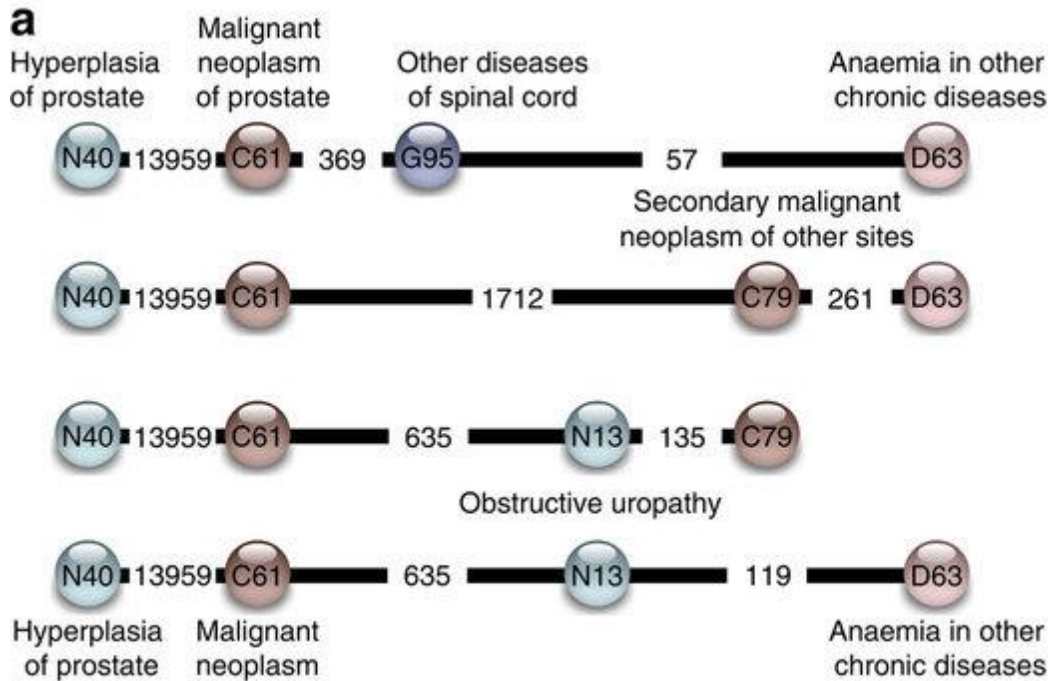 a
Hyperplasia of prostate
Malignant neoplasm of prostate
Other diseases of spinal cord
Anaemia in other chronic diseases
N40 13959 C61 369 G95 57 D63
Secondary malignant neoplasm of other sites
N40 13959 C61 1712 C79 261 D63
N40 13959 C61 635 N13 135 C79
Obstructive uropathy
N40 13959 C61 635 N13 119 D63
Hyperplasia of prostate
Malignant neoplasm
Anaemia in other chronic diseases